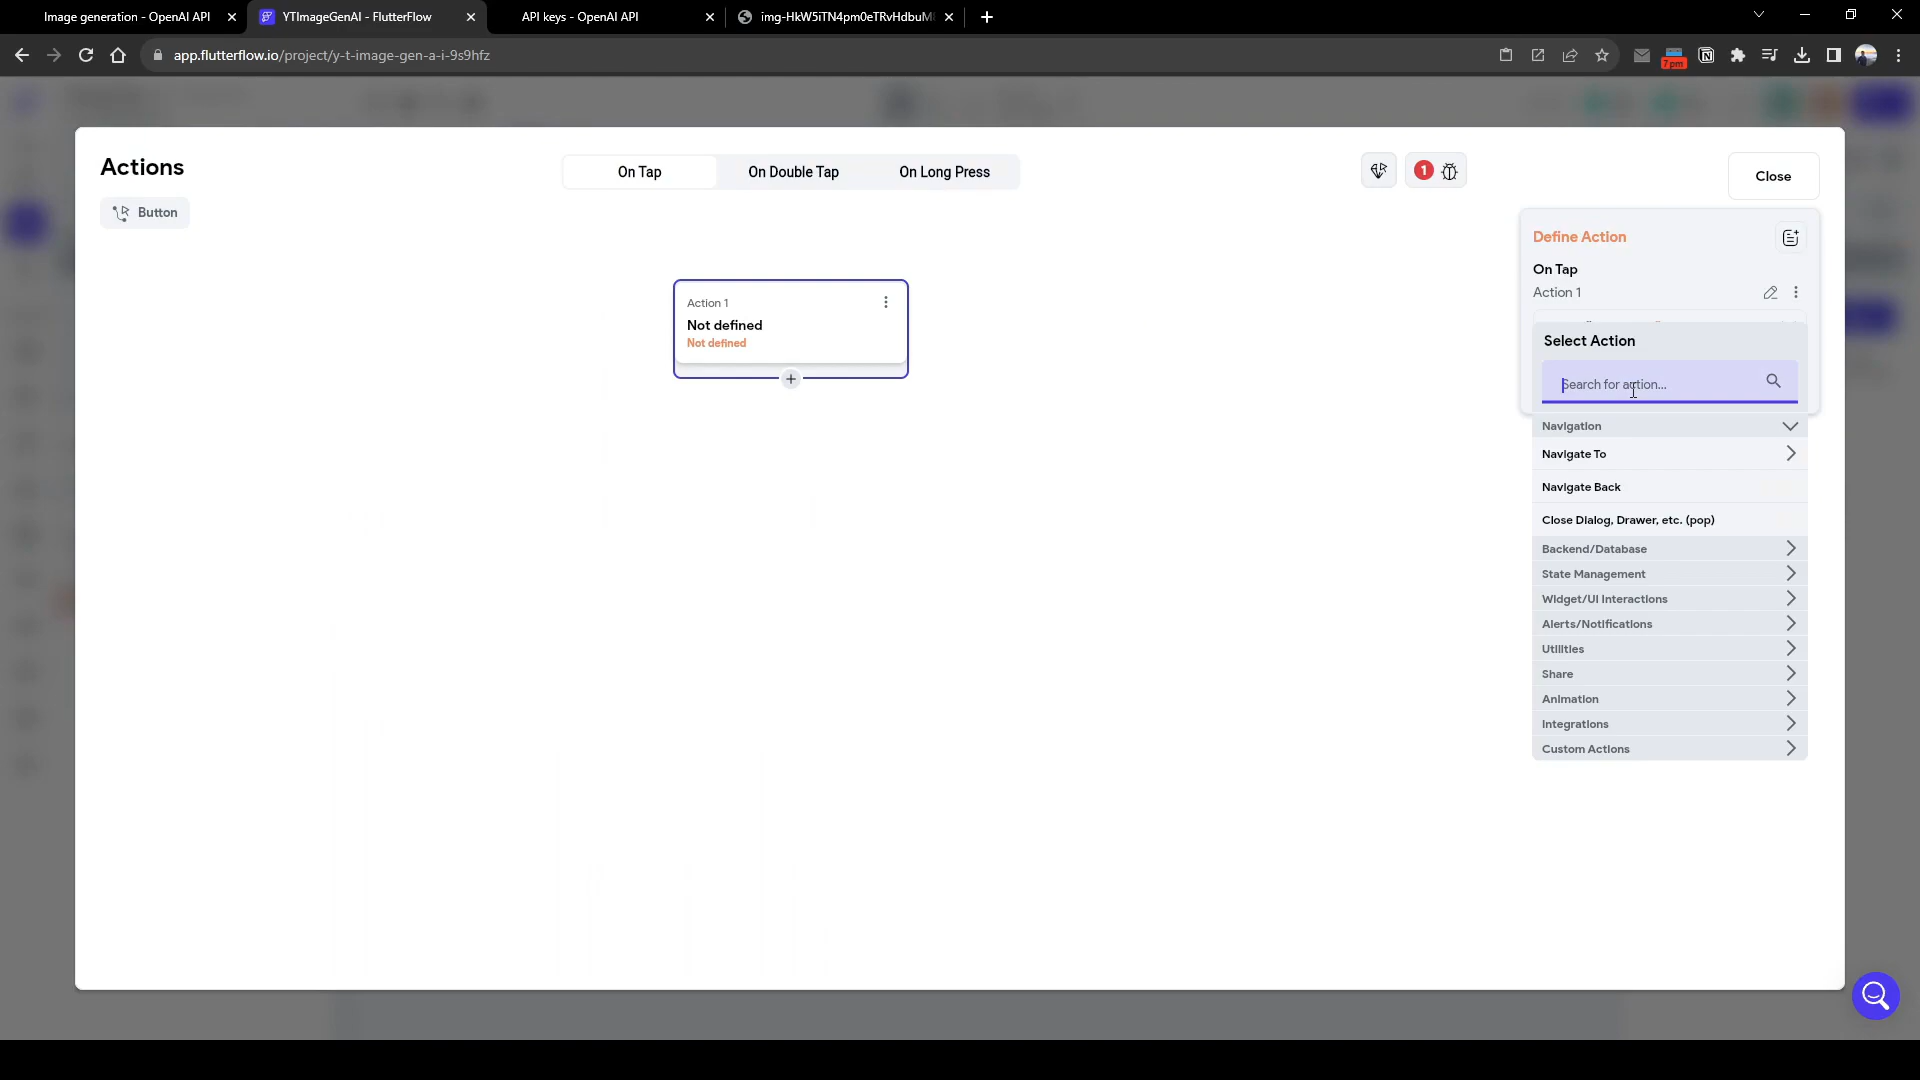 Image generation - OpenAI API
YTImageGenAI - FlutterFlow
API keys - OpenAI API
img-HkW5iTN4pm0eTRvHdbuM
app.flutterflow.io/project/y-t-image-gen-a-i-9s9hfz
7pm
Actions
On Tap
On Double Tap
On Long Press
1
Close
Button
Define Action
On Tap
Action 1
Action 1
Not defined
Not defined
Select Action
Search for action...
Navigation
Navigate To
Navigate Back
Close Dialog, Drawer, etc. (pop)
Backend/Database
State Management
Widget/UI Interactions
Alerts/Notifications
Utilities
Share
Animation
Integrations
Custom Actions